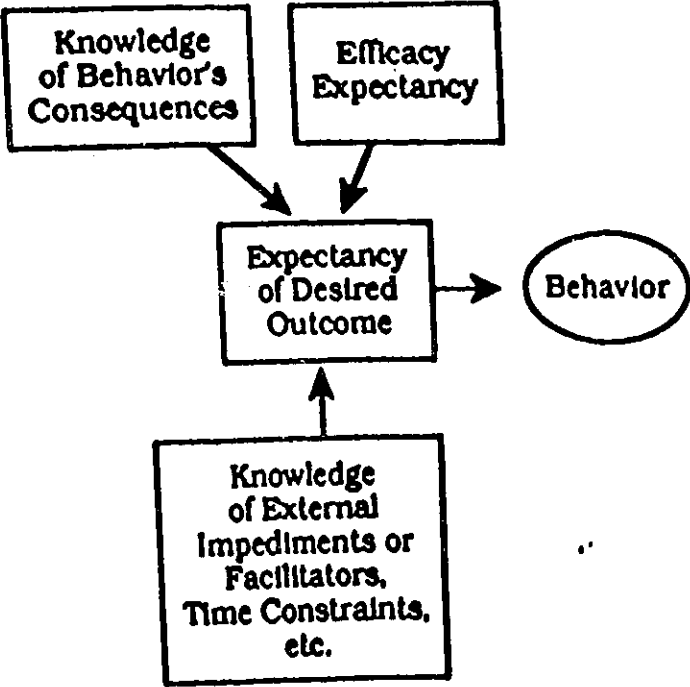 Knowledge
of Behavior's
Consequences
Efficacy
Expectancy
Expectancy
of Desired
Outcome
Behavior
Knowledge
of External
Impediments or
Facilitators,
Time Constraints,
etc.